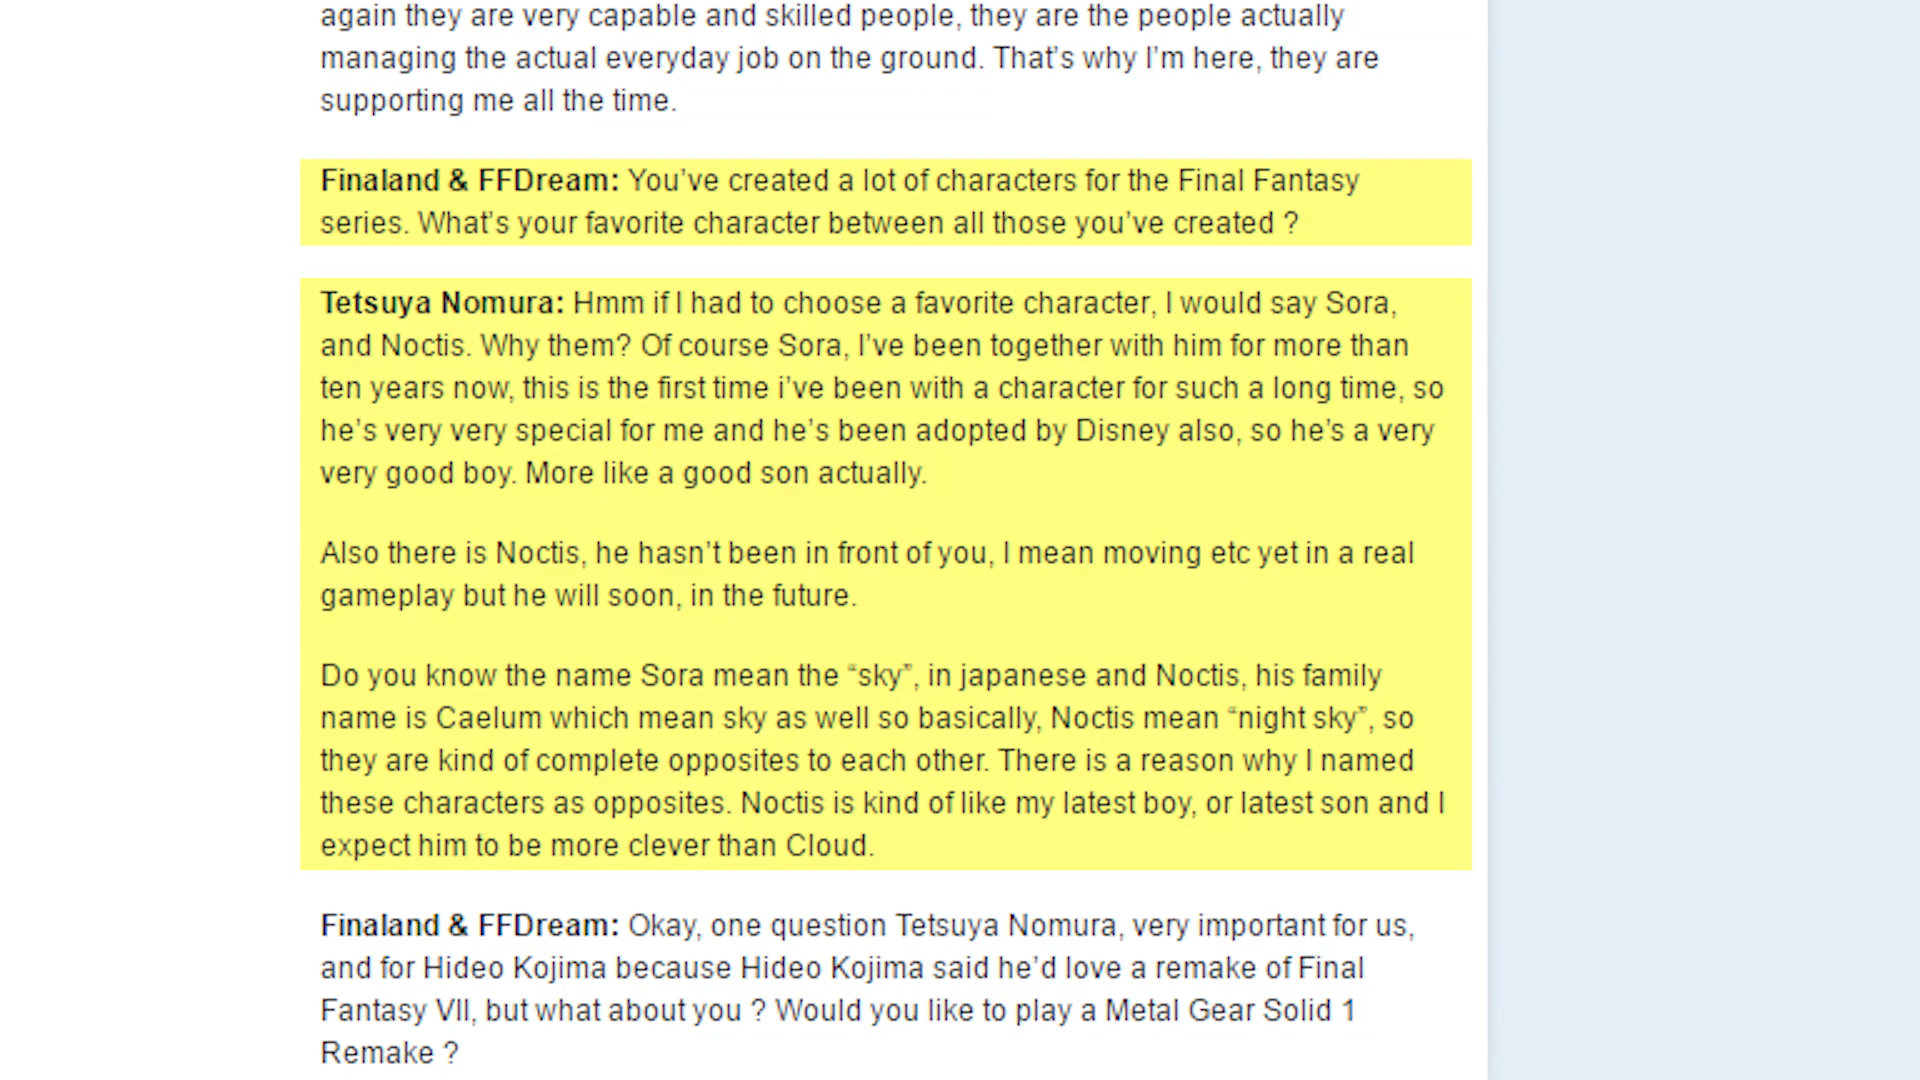 again they are very capable and skilled people, they are the people actually
managing the actual everyday job on the ground. That’s why I’m here, they are
supporting me all the time.
Finaland & FFDream: You’ve created a lot of characters for the Final Fantasy
series. What’s your favorite character between all those you’ve created ?
Tetsuya Nomura: Hmm if I had to choose a favorite character, I would say Sora,
and Noctis. Why them? Of course Sora, I’ve been together with him for more than
ten years now, this is the first time i’ve been with a character for such a long time, so
he’s very very special for me and he’s been adopted by Disney also, so he’s a very
very good boy. More like a good son actually.
Also there is Noctis, he hasn’t been in front of you, I mean moving etc yet in a real
gameplay but he will soon, in the future.
Do you know the name Sora mean the “sky”, in japanese and Noctis, his family
name is Caelum which mean sky as well so basically, Noctis mean “night sky”, so
they are kind of complete opposites to each other. There is a reason why I named
these characters as opposites. Noctis is kind of like my latest boy, or latest son and I
expect him to be more clever than Cloud.
Finaland & FFDream: Okay, one question Tetsuya Nomura, very important for us,
and for Hideo Kojima because Hideo Kojima said he’d love a remake of Final
Fantasy VII, but what about you ? Would you like to play a Metal Gear Solid 1
Remake ?